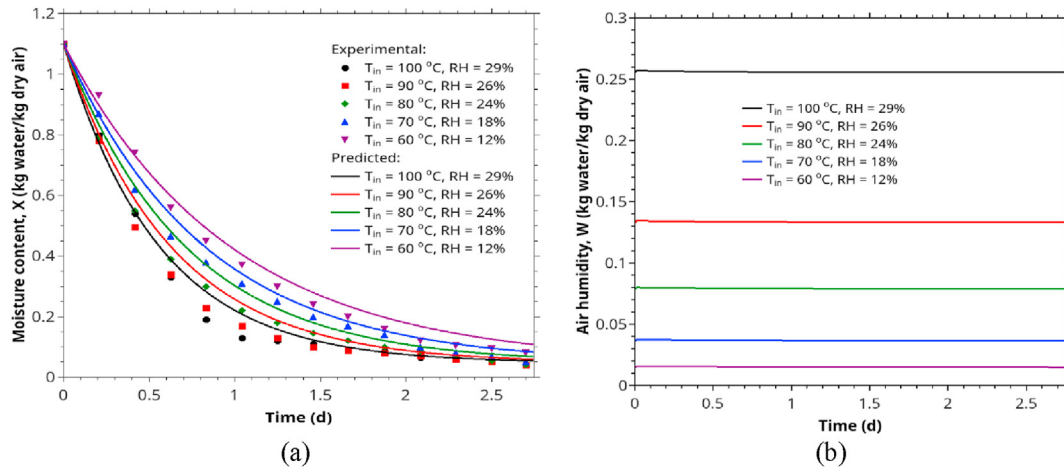 1.2
1
0.8
0.6
0.4
0.2
0
Moisture content, X (kg water/kg dry air)
Experimental:
T_in = 100 °C, RH = 29%
T_in = 90 °C, RH = 26%
T_in = 80 °C, RH = 24%
T_in = 70 °C, RH = 18%
T_in = 60 °C, RH = 12%
Predicted:
T_in = 100 °C, RH = 29%
T_in = 90 °C, RH = 26%
T_in = 80 °C, RH = 24%
T_in = 70 °C, RH = 18%
T_in = 60 °C, RH = 12%
0 0.5 1 1.5 2 2.5
Time (d)
(a)
0.3
0.25
0.2
0.15
0.1
0.05
0
Air humidity, W (kg water/kg dry air)
T_in = 100 °C, RH = 29%
T_in = 90 °C, RH = 26%
T_in = 80 °C, RH = 24%
T_in = 70 °C, RH = 18%
T_in = 60 °C, RH = 12%
0 0.5 1 1.5 2 2.5
Time (d)
(b)